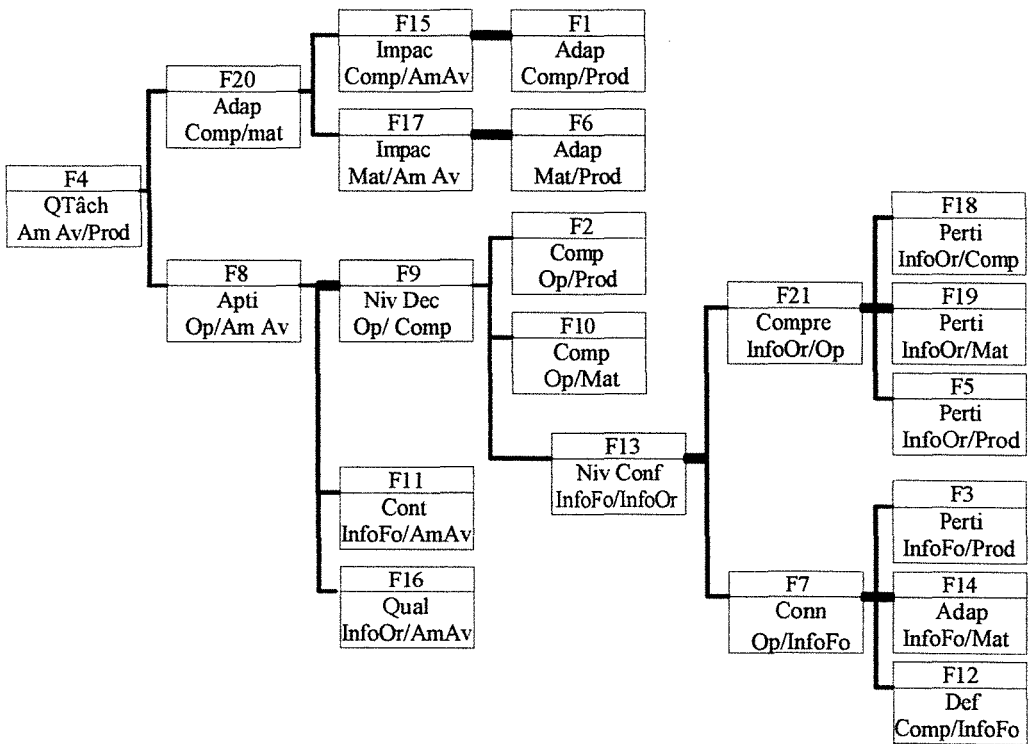 F15
Impac
Comp/AmAv
F1
Adap
Comp/Prod
F20
Adap
Comp/mat
F17
Impac
Mat/Am Av
F6
Adap
Mat/Prod
F4
QTâch
Am Av/Prod
F8
Apti
Op/Am Av
F9
Niv Dec
Op/ Comp
F2
Comp
Op/Prod
F10
Comp
Op/Mat
F11
Cont
InfoFo/AmAv
F16
Qual
InfoOr/AmAv
F13
Niv Conf
InfoFo/InfoOr
F21
Compre
InfoOr/Op
F18
Perti
InfoOr/Comp
F19
Perti
InfoOr/Mat
F5
Perti
InfoOr/Prod
F7
Conn
Op/InfoFo
F3
Perti
InfoFo/Prod
F14
Adap
InfoFo/Mat
F12
Def
Comp/InfoFo